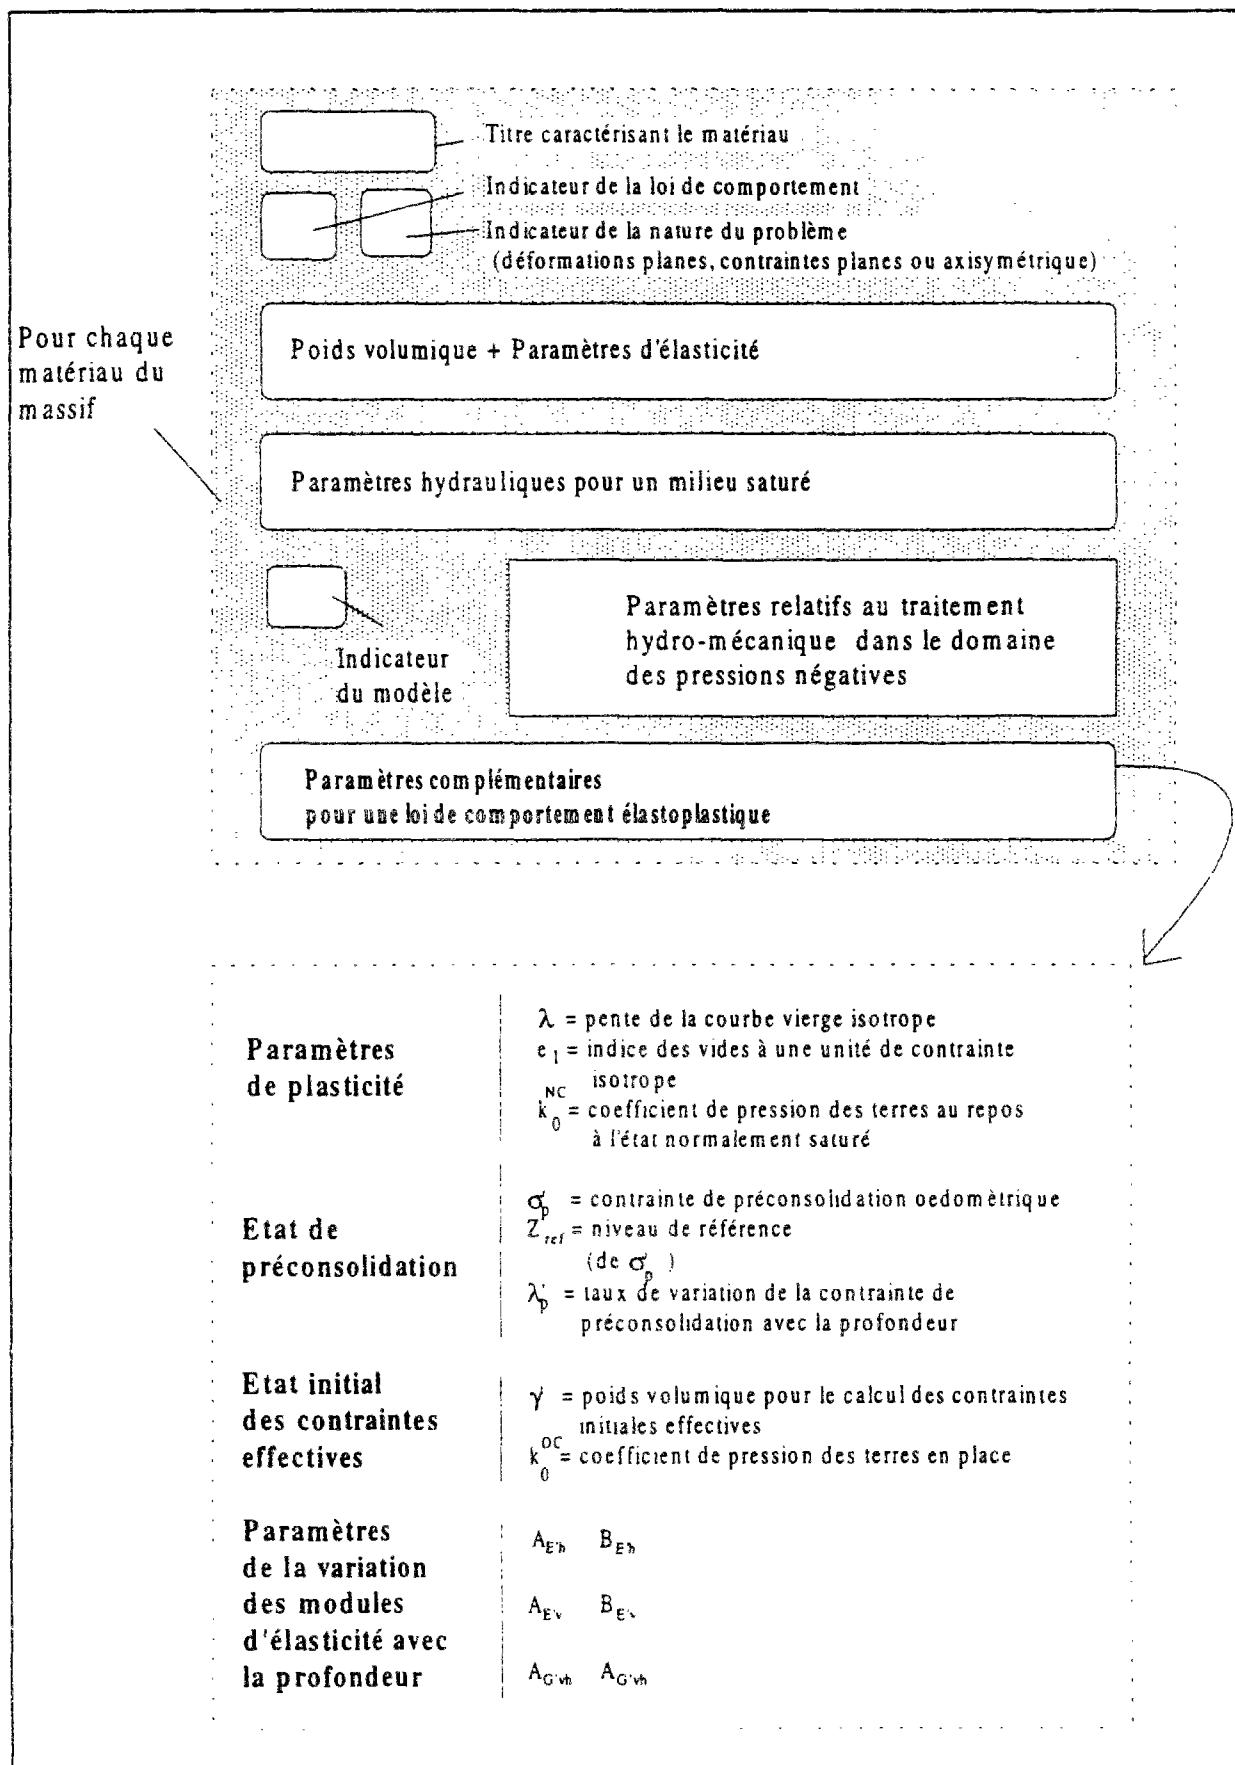 Titre caractérisant le matériau
Indicateur de la loi de comportement
Indicateur de la nature du problème
(déformations planes, contraintes planes ou axisymétrique)
Pour chaque
matériau du
massif
Poids volumique + Paramètres d'élasticité
Paramètres hydrauliques pour un milieu saturé
Indicateur
du modèle
Paramètres relatifs au traitement
hydro-mécanique dans le domaine
des pressions négatives
Paramètres complémentaires
pour une loi de comportement élastoplastique
Paramètres
de plasticité
λ = pente de la courbe vierge isotrope
e₁ = indice des vides à une unité de contrainte
isotrope
k₀^NC = coefficient de pression des terres au repos
à l'état normalement saturé
Etat de
préconsolidation
σ'_p = contrainte de préconsolidation oedomètrique
Z_ref = niveau de référence
(de σ'_p )
λ'_p = taux de variation de la contrainte de
préconsolidation avec la profondeur
Etat initial
des contraintes
effectives
γ' = poids volumique pour le calcul des contraintes
initiales effectives
k₀^OC = coefficient de pression des terres en place
Paramètres
de la variation
des modules
d'élasticité avec
la profondeur
A_E'h B_E'h
A_E'v B_E'v
A_G'vh A_G'vh